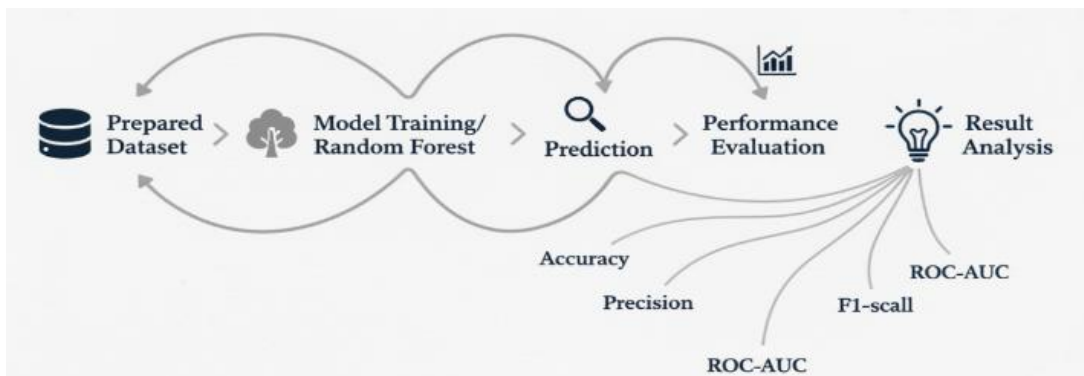 Prepared
Dataset
Model Training/
Random Forest
Prediction
Performance
Evaluation
Result
Analysis
Accuracy
Precision
ROC-AUC
F1-scall
ROC-AUC